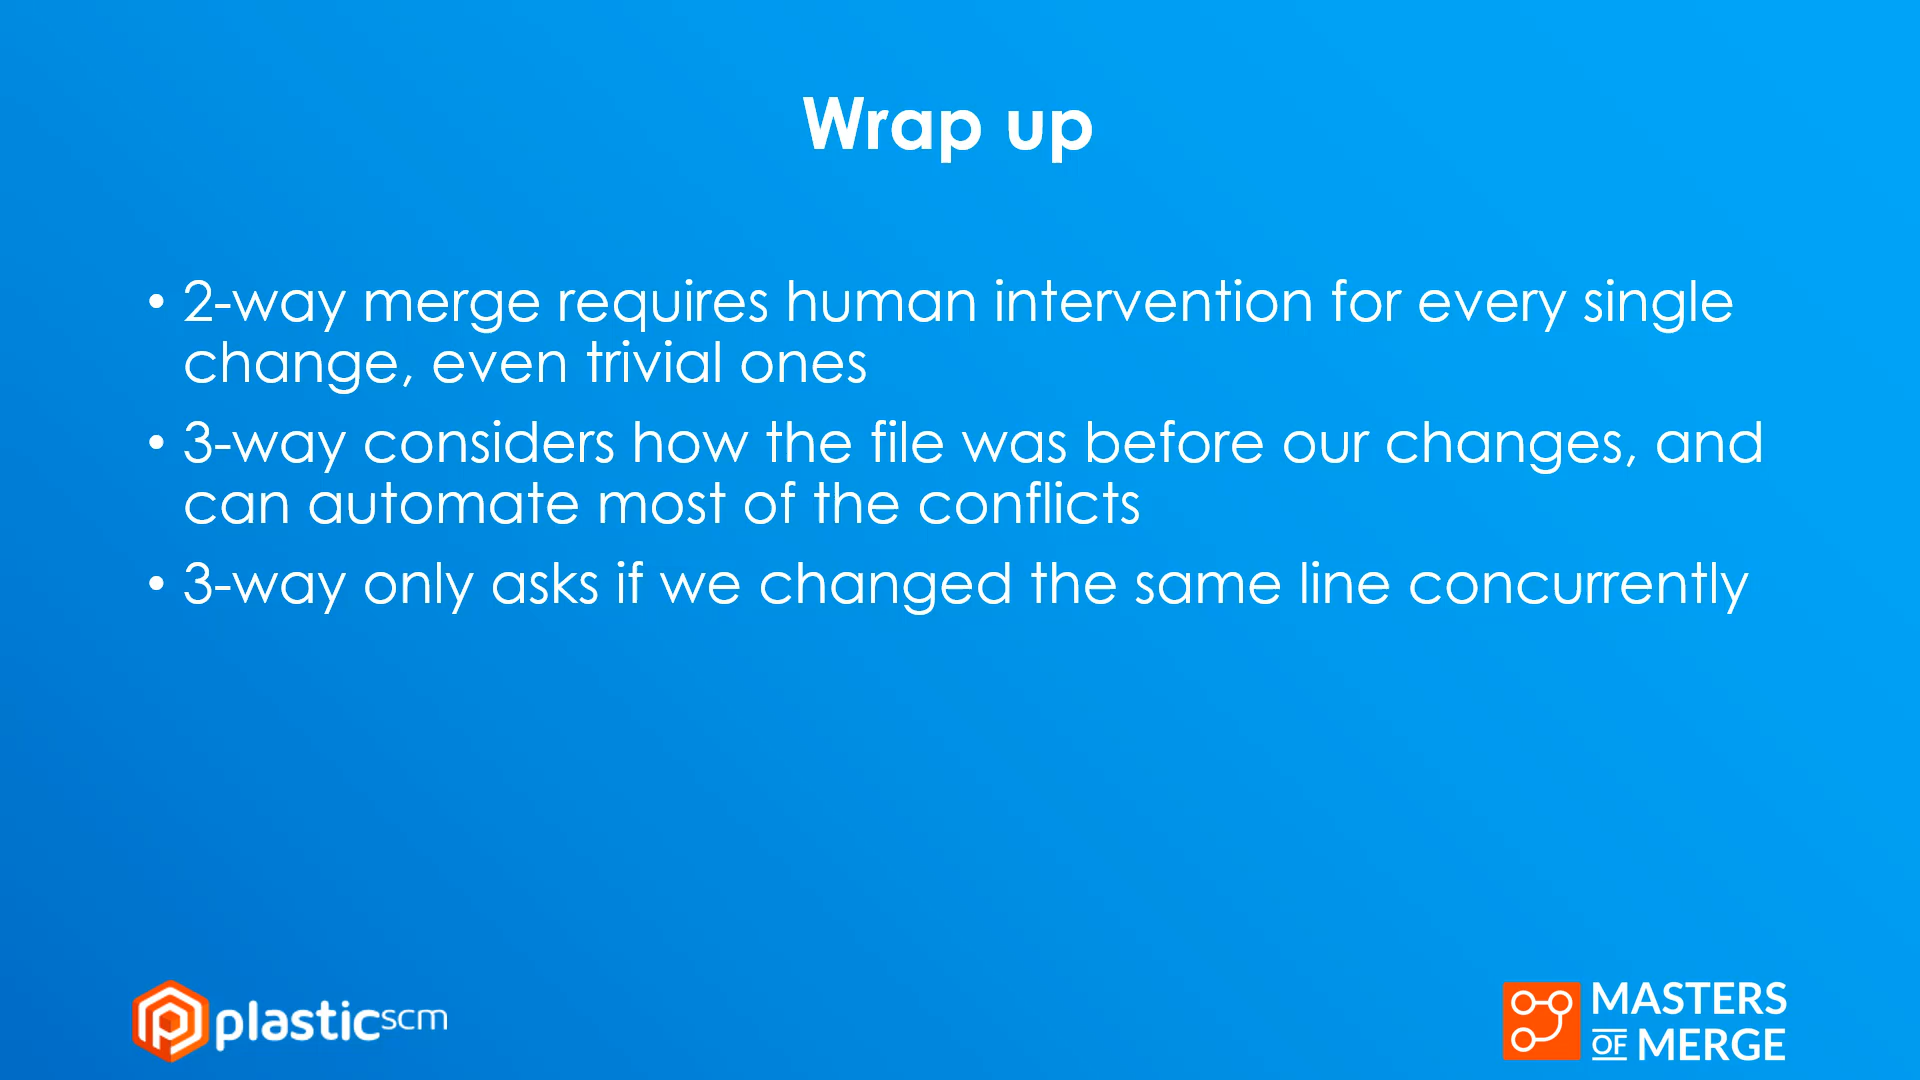 Wrap up
• 2-way merge requires human intervention for every single
change, even trivial ones
• 3-way considers how the file was before our changes, and
can automate most of the conflicts
• 3-way only asks if we changed the same line concurrently
plasticscm
MASTERS
OF MERGE